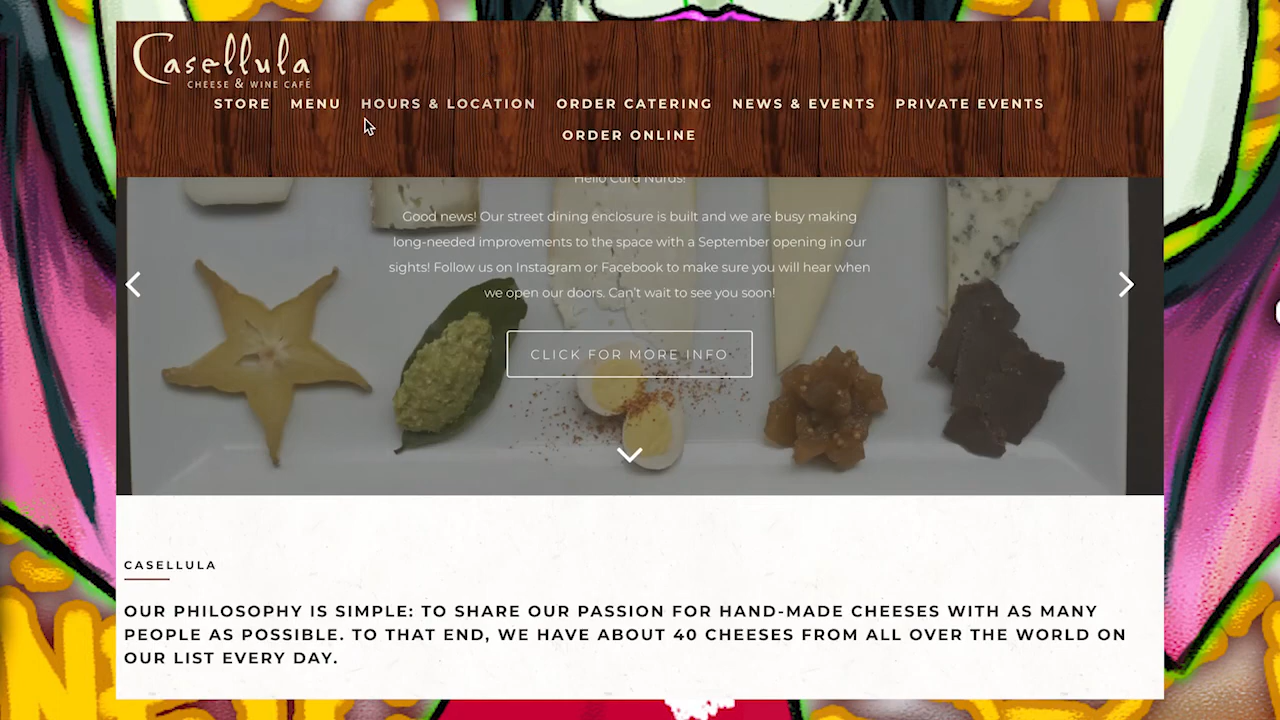 Casellula
CHEESE & WINE CAFE
STORE MENU HOURS & LOCATION ORDER CATERING NEWS & EVENTS PRIVATE EVENTS
ORDER ONLINE
Hello Curd Nurds!
Good news! Our street dining enclosure is built and we are busy making
long-needed improvements to the space with a September opening in our
sights! Follow us on Instagram or Facebook to make sure you will hear when
we open our doors. Can't wait to see you soon!
CLICK FOR MORE INFO
CASELLULA
OUR PHILOSOPHY IS SIMPLE: TO SHARE OUR PASSION FOR HAND-MADE CHEESES WITH AS MANY
PEOPLE AS POSSIBLE. TO THAT END, WE HAVE ABOUT 40 CHEESES FROM ALL OVER THE WORLD ON
OUR LIST EVERY DAY.